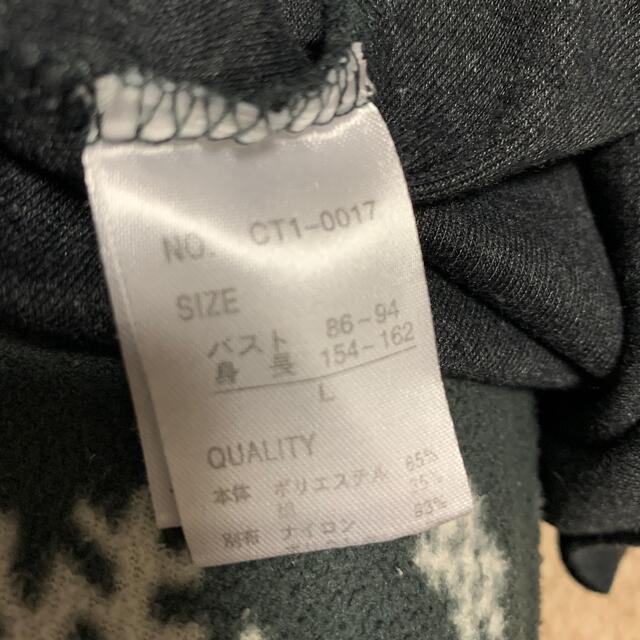 NO. CT1-0017
SIZE
バスト 86-94
身長 154-162
L
QUALITY
本体 ポリエステル 65%
綿 35%
別布 ナイロン 93%